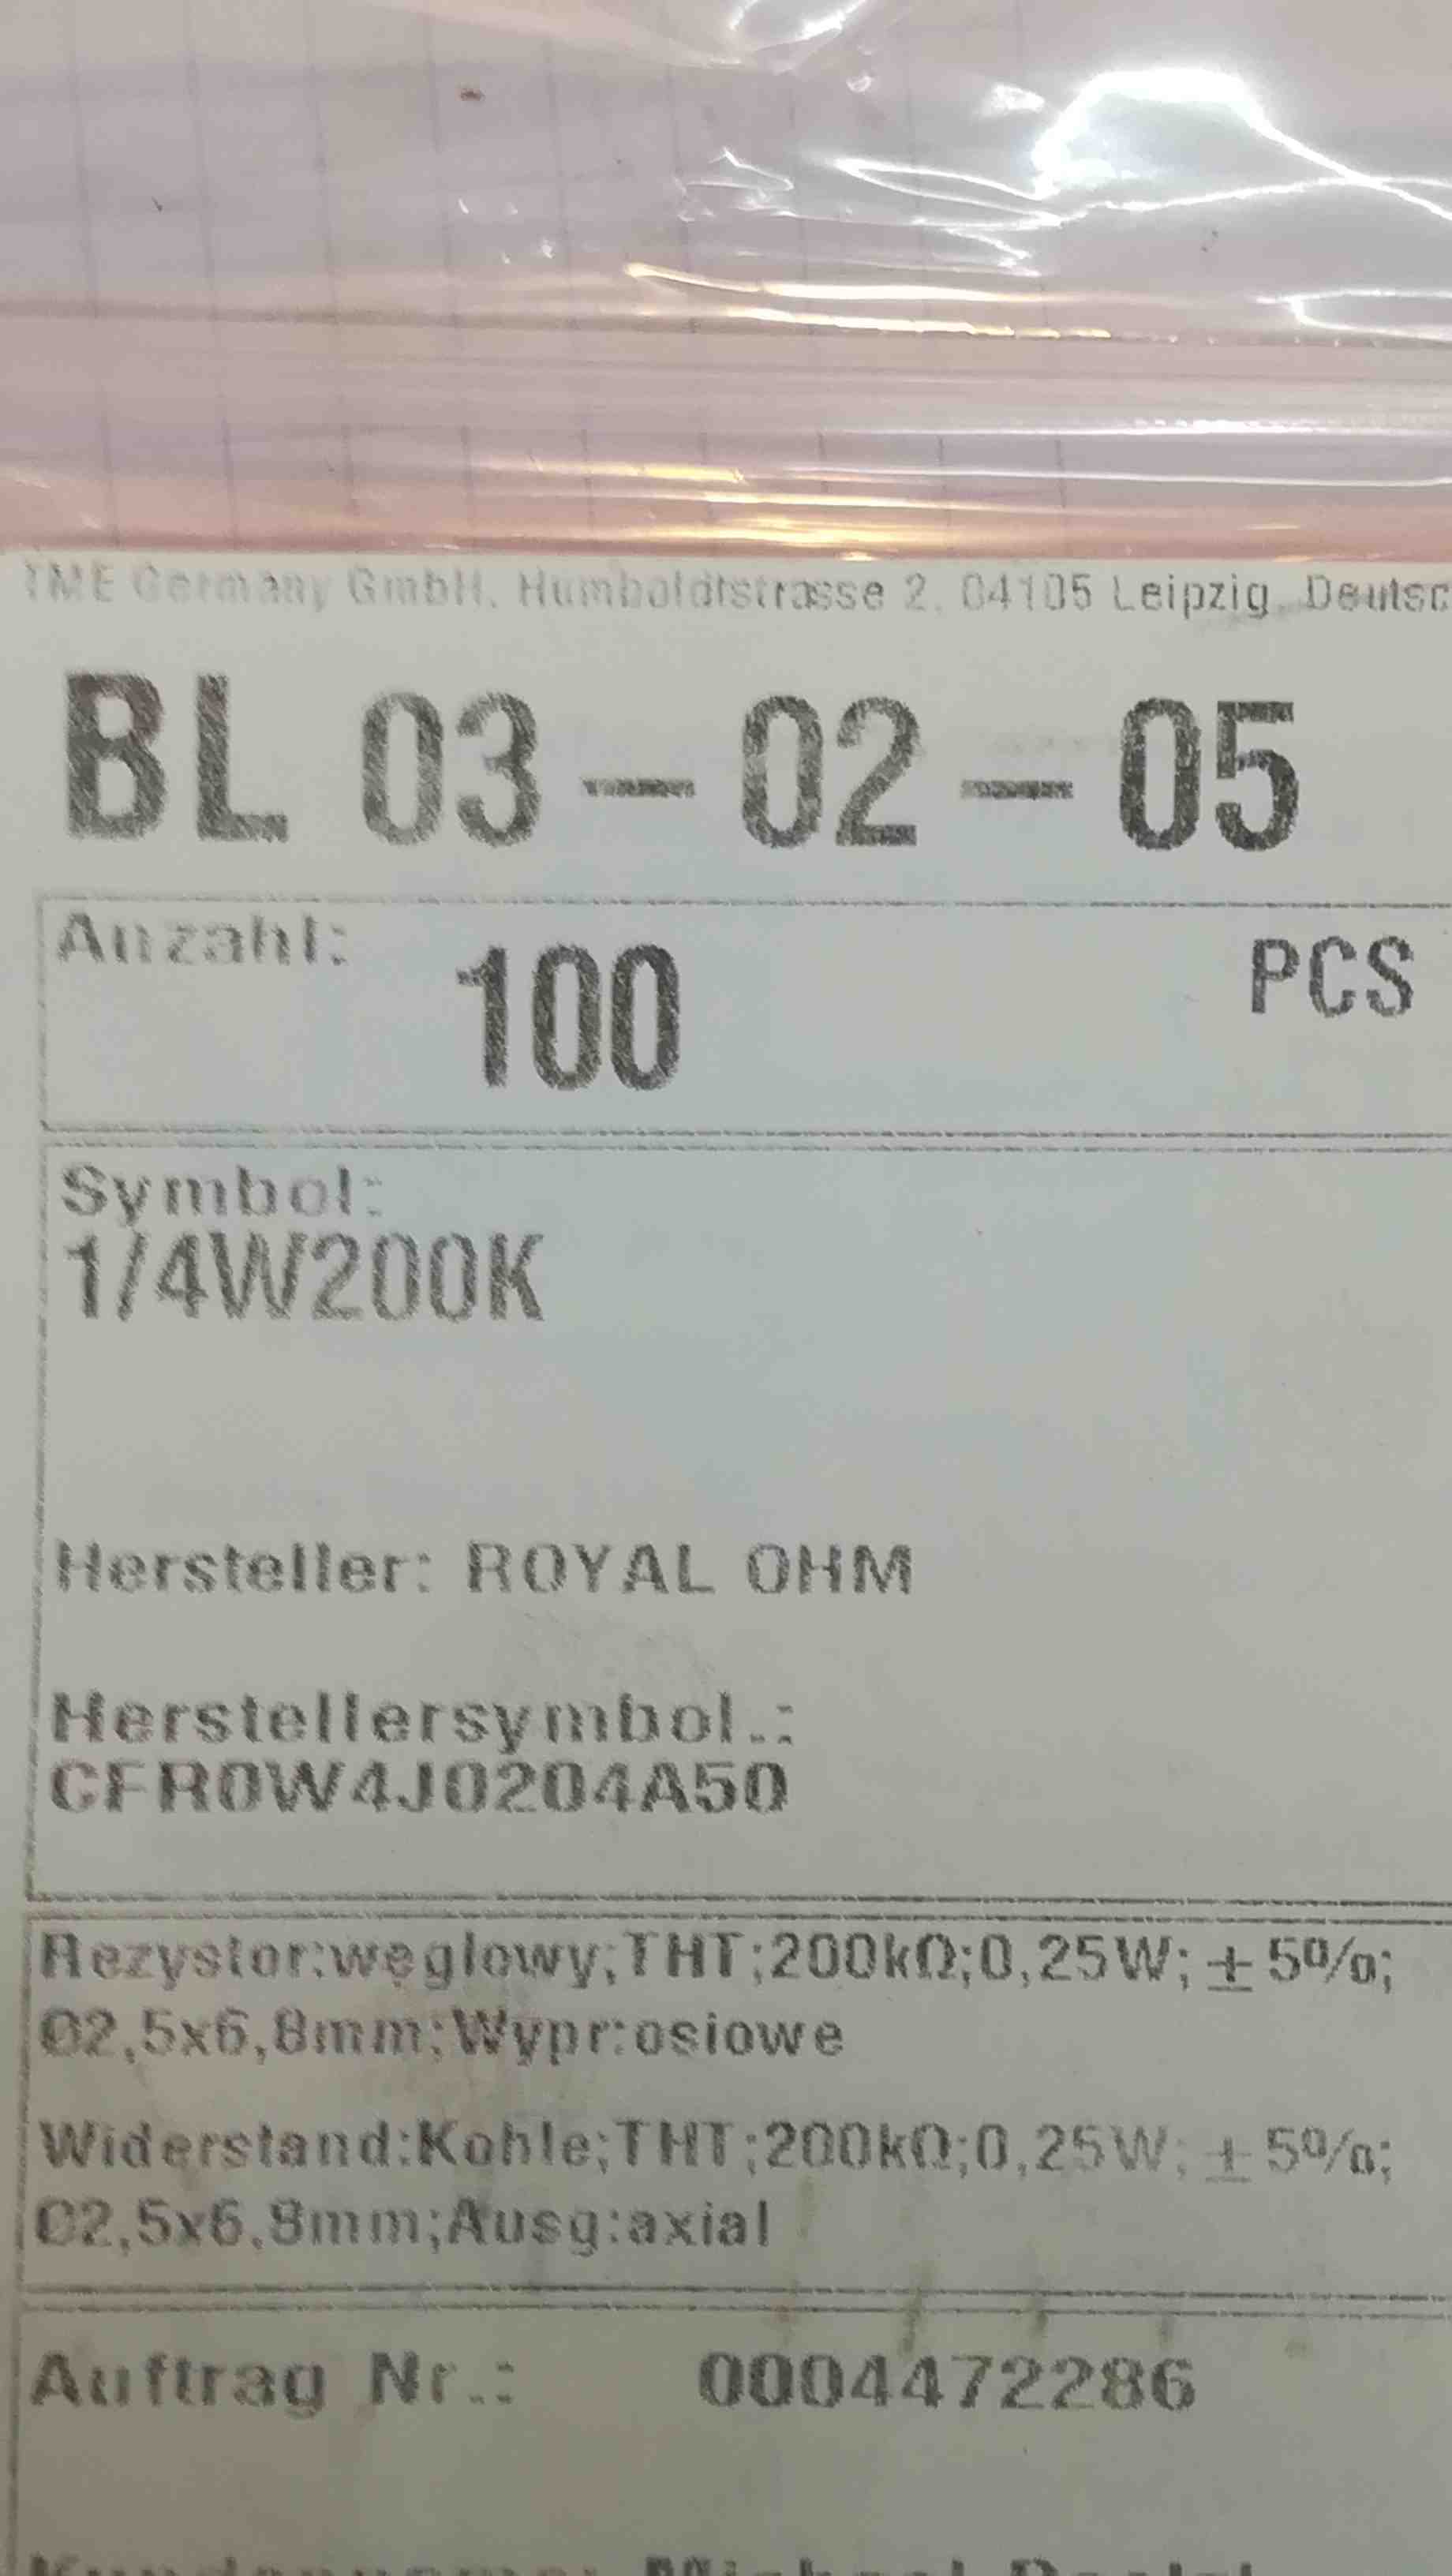 TME Germany GmbH, Humboldtstrasse 2, 04105 Leipzig, Deutsc
BL 03-02-05
Anzahl: 100 PCS
Symbol:
1/4W200K
Hersteller: ROYAL OHM
Herstellersymbol.:
CFR0W4J0204A50
Rezystor:węglowy;THT;200kΩ;0,25W;±5%;
Ø2,5x6,8mm;Wypr:osiowe
Widerstand:Kohle;THT;200kΩ;0,25W;±5%;
Ø2,5x6,8mm;Ausg:axial
Auftrag Nr.: 0004472286